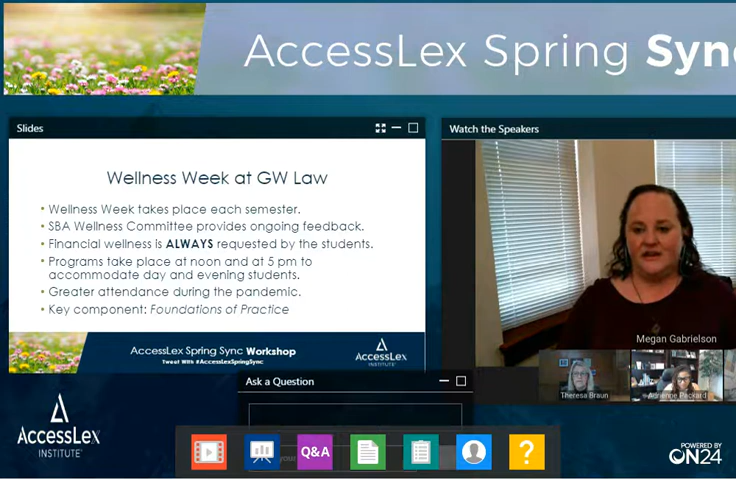 AccessLex Spring Syn
Slides
Wellness Week at GW Law
• Wellness Week takes place each semester.
• SBA Wellness Committee provides ongoing feedback.
• Financial wellness is ALWAYS requested by the students.
• Programs take place at noon and at 5 pm to
accommodate day and evening students.
• Greater attendance during the pandemic.
• Key component: Foundations of Practice
AccessLex Spring Sync Workshop
Tweet With #AccessLexSpringSync
AccessLex
INSTITUTE®
Watch the Speakers
Megan Gabrielson
Theresa Braun
Adrienne Packard
Ask a Question
AccessLex
INSTITUTE®
Q&A
?
POWERED BY
ON24